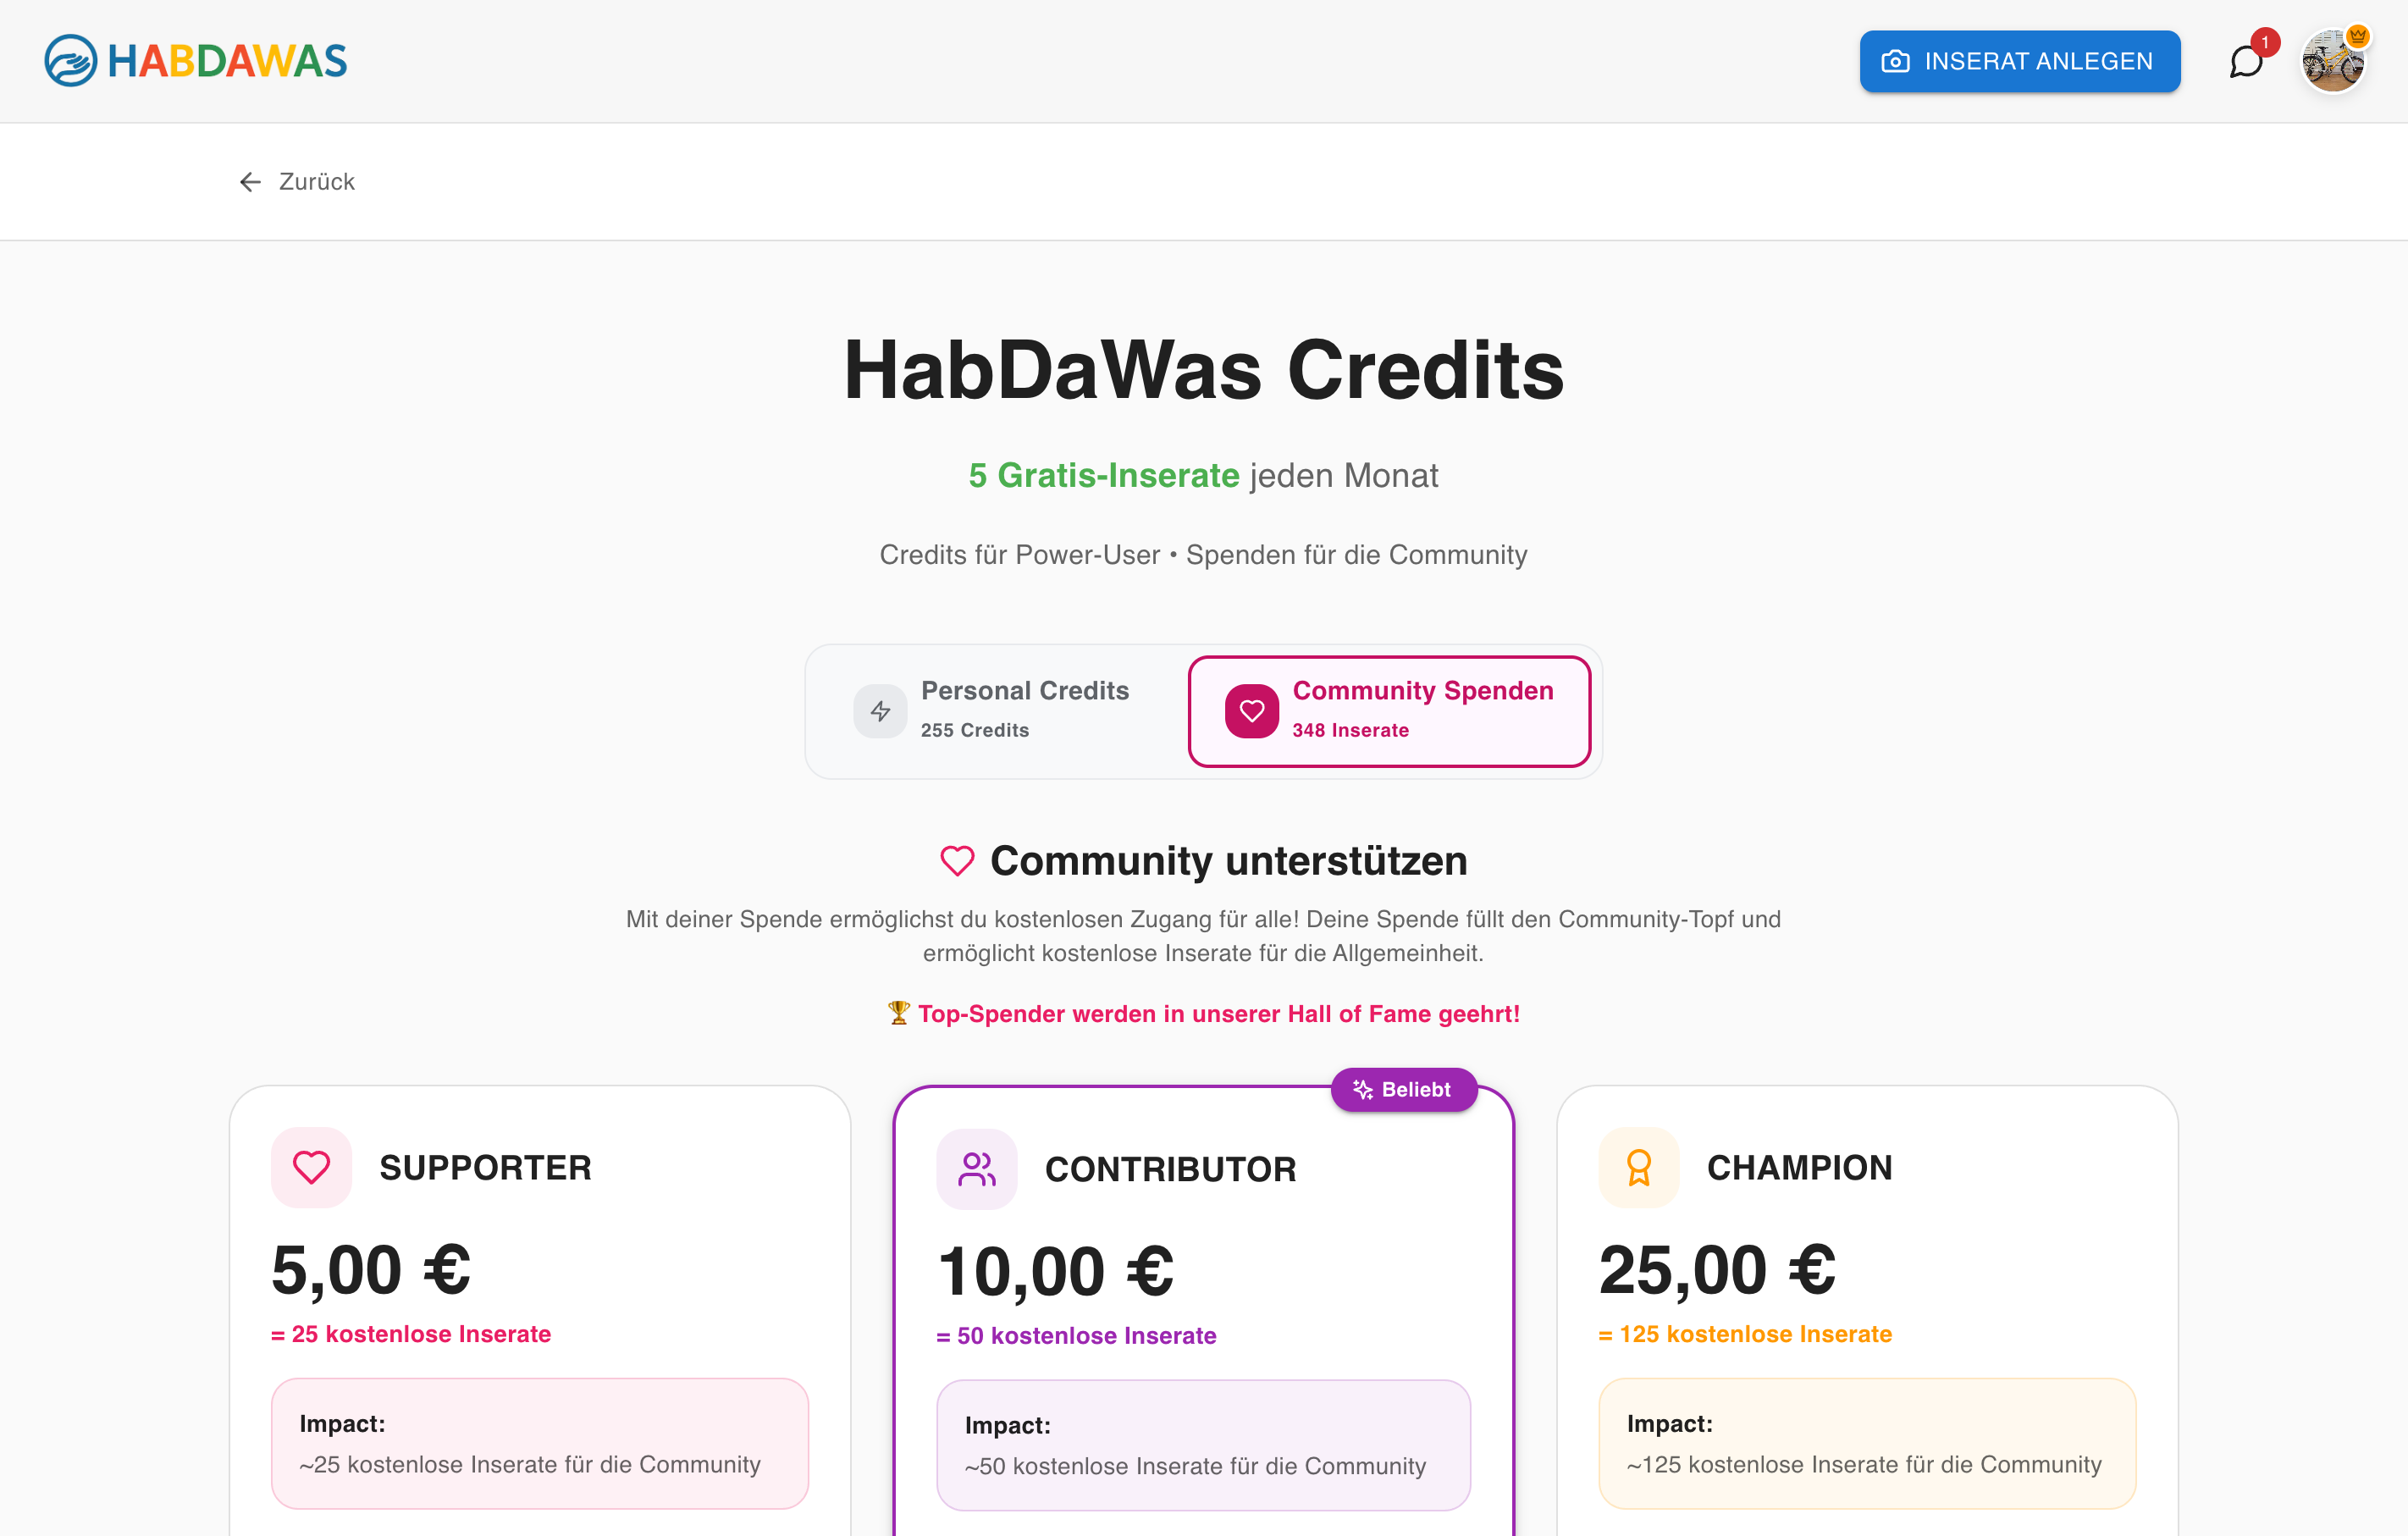 HABDAWAS
INSERAT ANLEGEN
1
Zurück
HabDaWas Credits
5 Gratis-Inserate jeden Monat
Credits für Power-User • Spenden für die Community
Personal Credits
255 Credits
Community Spenden
348 Inserate
Community unterstützen
Mit deiner Spende ermöglichst du kostenlosen Zugang für alle! Deine Spende füllt den Community-Topf und
ermöglicht kostenlose Inserate für die Allgemeinheit.
🏆 Top-Spender werden in unserer Hall of Fame geehrt!
SUPPORTER
5,00 €
= 25 kostenlose Inserate
Impact:
~25 kostenlose Inserate für die Community
Beliebt
CONTRIBUTOR
10,00 €
= 50 kostenlose Inserate
Impact:
~50 kostenlose Inserate für die Community
CHAMPION
25,00 €
= 125 kostenlose Inserate
Impact:
~125 kostenlose Inserate für die Community